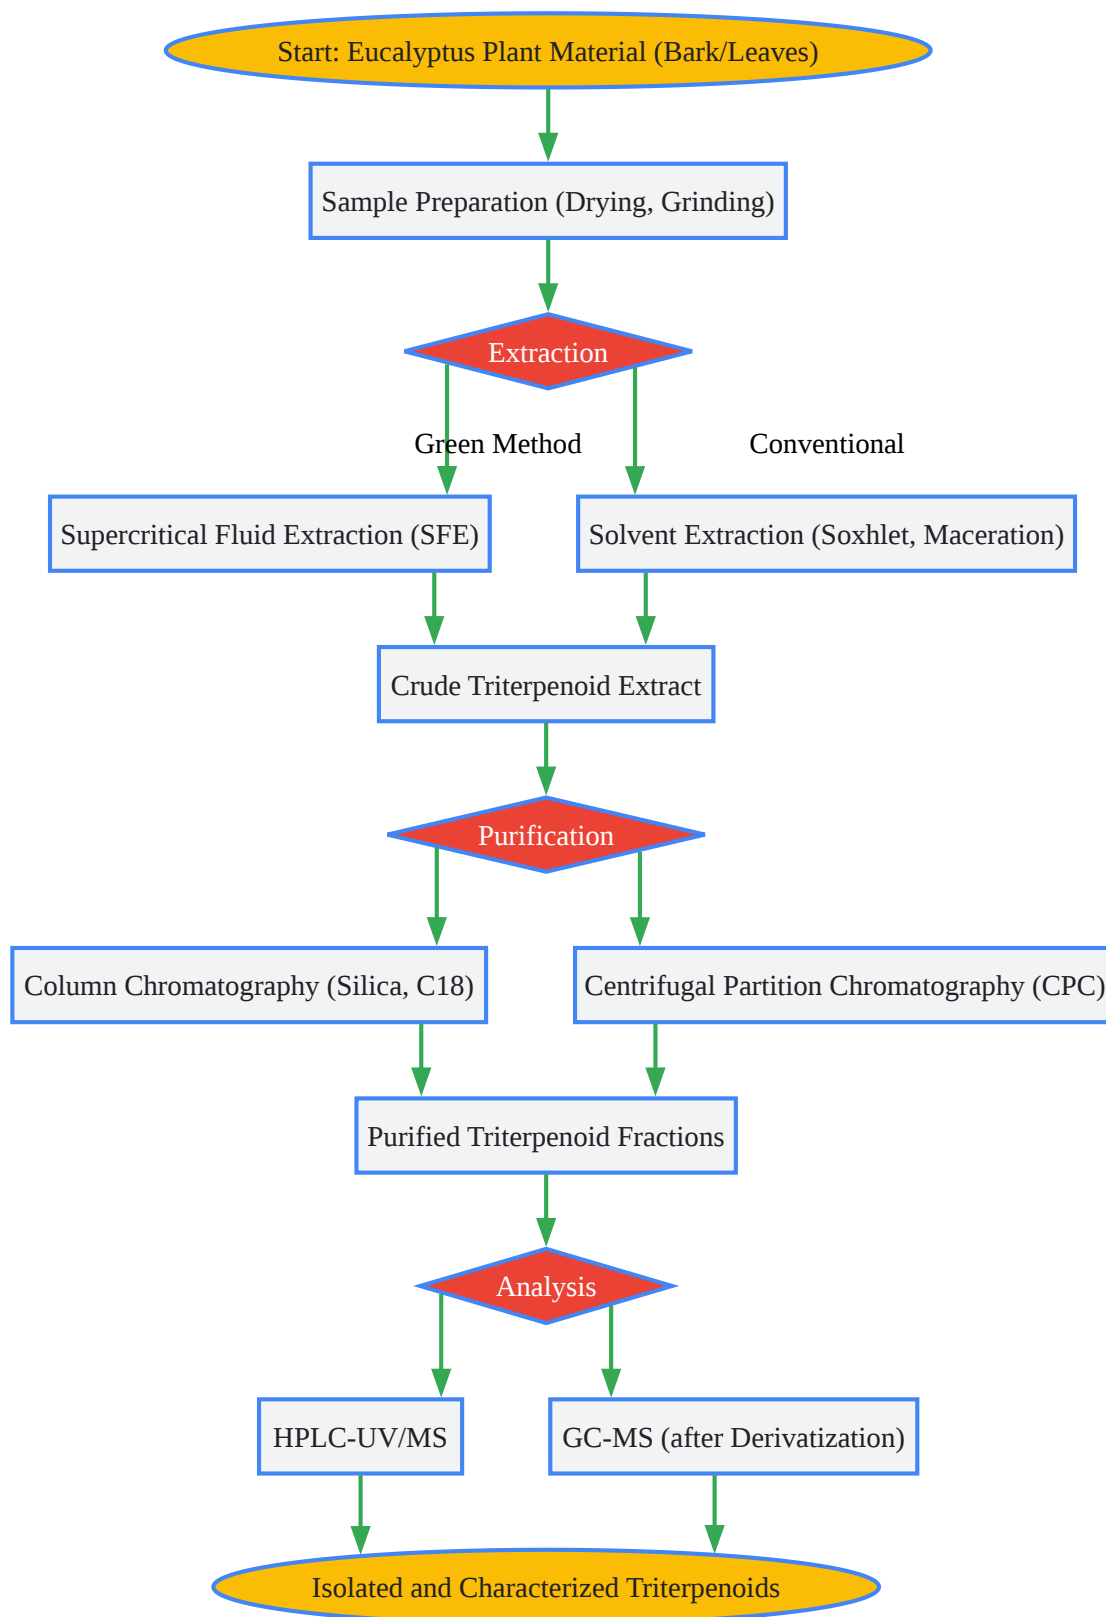 Start: Eucalyptus Plant Material (Bark/Leaves)
Sample Preparation (Drying, Grinding)
Extraction
Green Method
Conventional
Supercritical Fluid Extraction (SFE)
Solvent Extraction (Soxhlet, Maceration)
Crude Triterpenoid Extract
Purification
Column Chromatography (Silica, C18)
Centrifugal Partition Chromatography (CPC)
Purified Triterpenoid Fractions
Analysis
HPLC-UV/MS
GC-MS (after Derivatization)
Isolated and Characterized Triterpenoids